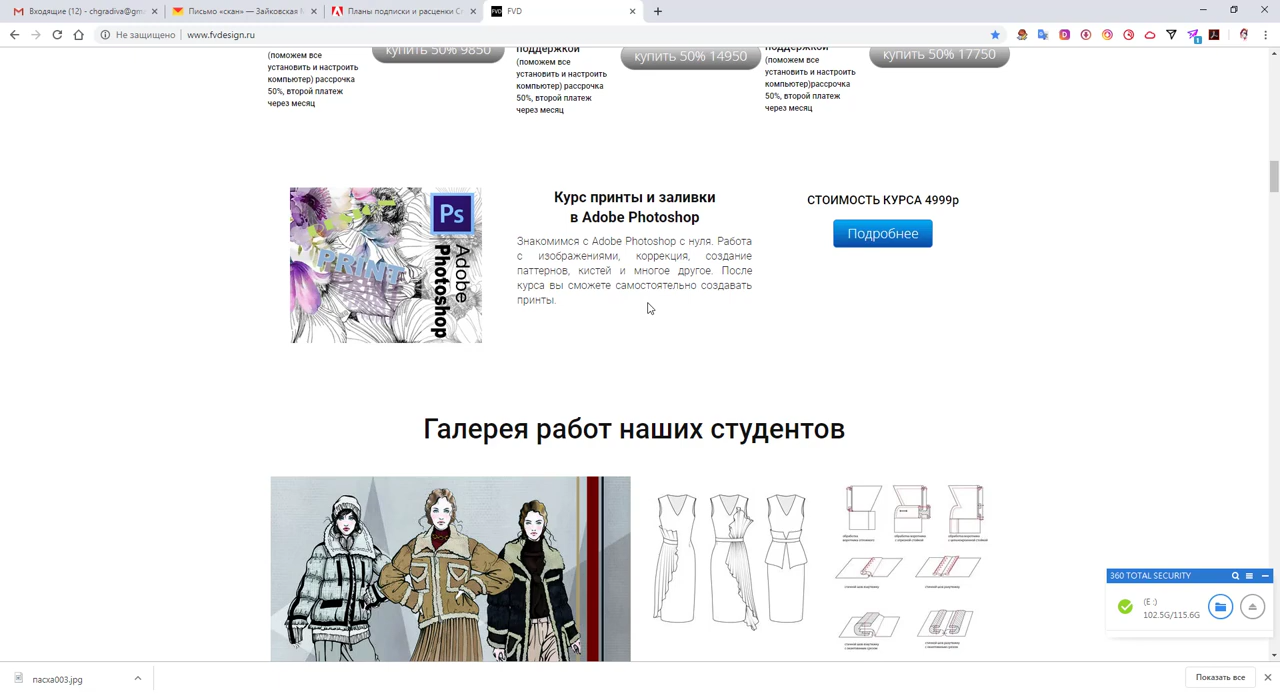 Входящие (12) - chgradiva@gm
Письмо «скан» — Зайковская
Планы подписки и расценки C
FVD
Не защищено
www.fvdesign.ru
(поможем все
установить и настроить
компьютер) рассрочка
50%, второй платеж
через месяц
купить 50% 9850
поддержкой
(поможем все
установить и настроить
компьютер) рассрочка
50%, второй платеж
через месяц
купить 50% 14950
поддержкой
(поможем все
установить и настроить
компьютер)рассрочка
50%, второй платеж
через месяц
купить 50% 17750
Ps
PRINT
Adobe
Photoshop
Курс принты и заливки
в Adobe Photoshop
Знакомимся с Adobe Photoshop с нуля. Работа
с изображениями, коррекция, создание
паттернов, кистей и многое другое. После
курса вы сможете самостоятельно создавать
принты.
СТОИМОСТЬ КУРСА 4999р
Подробнее
Галерея работ наших студентов
360 TOTAL SECURITY
(E :)
102.5G/115.6G
пасха003.jpg
Показать все